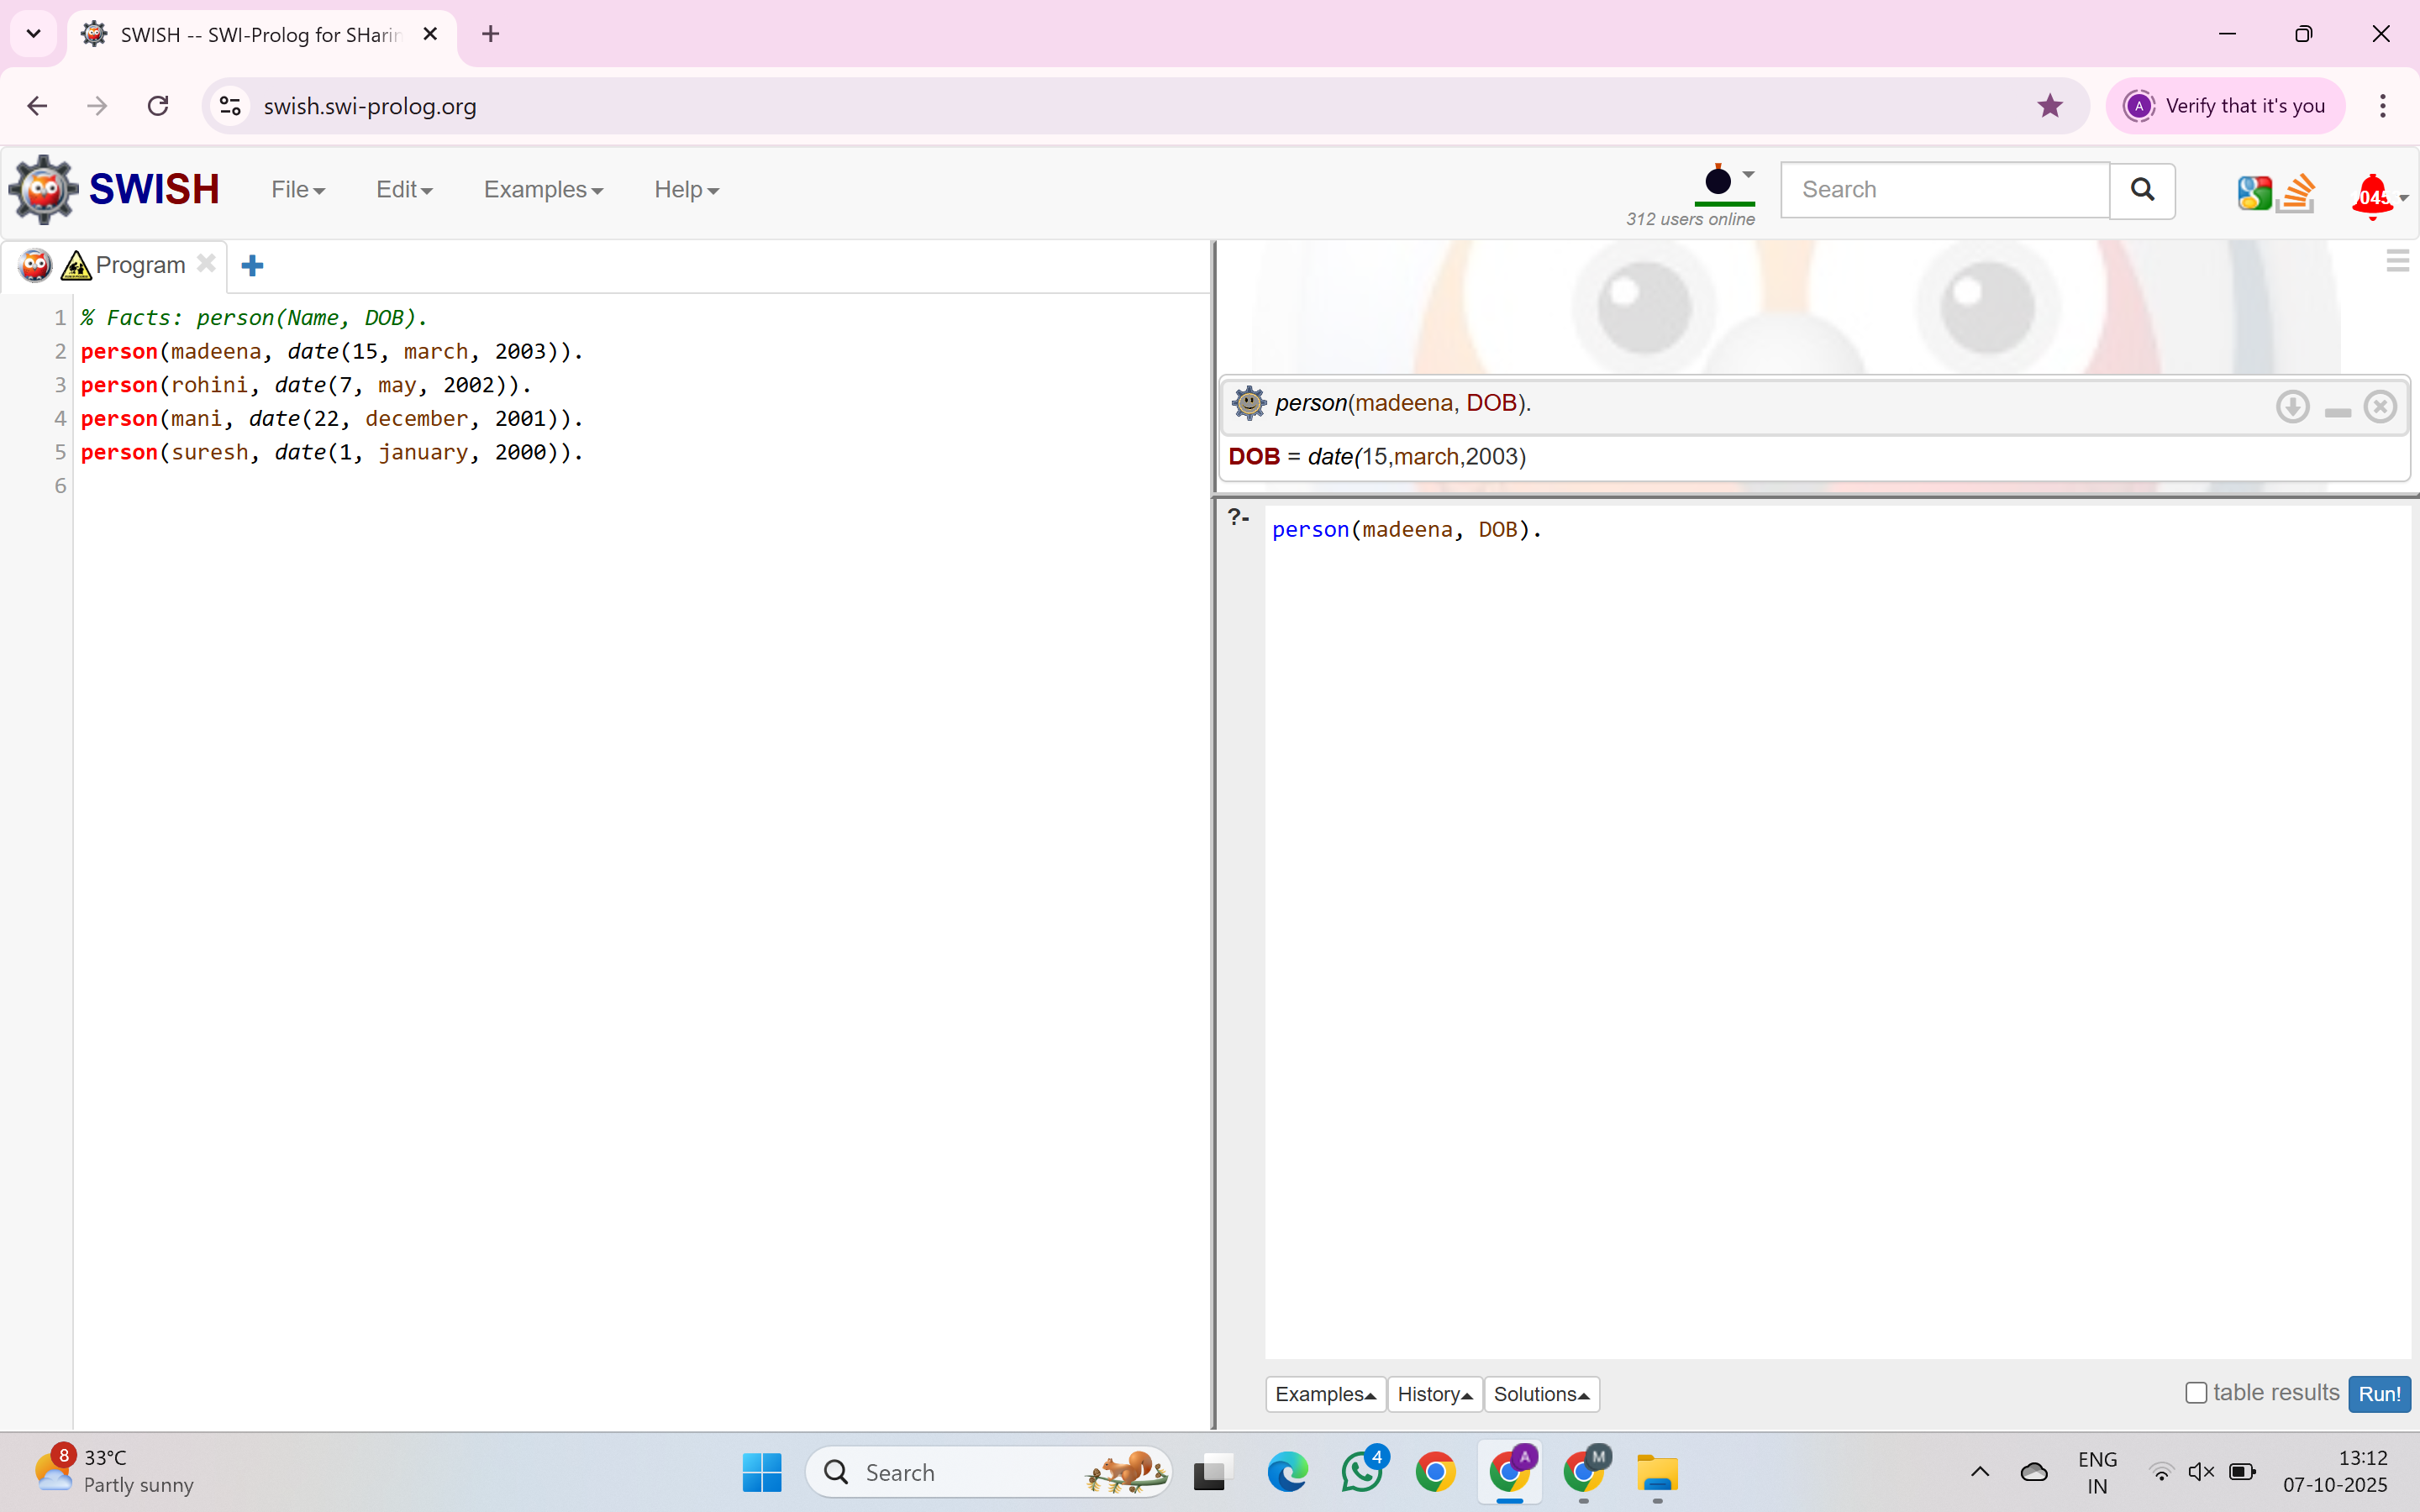 SWISH -- SWI-Prolog for SHarin
swish.swi-prolog.org
A
Verify that it's you
SWISH
File
Edit
Examples
Help
312 users online
Search
045
Program
1 % Facts: person(Name, DOB).
2 person(madeena, date(15, march, 2003)).
3 person(rohini, date(7, may, 2002)).
4 person(mani, date(22, december, 2001)).
5 person(suresh, date(1, january, 2000)).
6
person(madeena, DOB).
DOB = date(15,march,2003)
?- person(madeena, DOB).
Examples
History
Solutions
table results
Run!
8
33°C
Partly sunny
Search
4
A
M
ENG
IN
13:12
07-10-2025